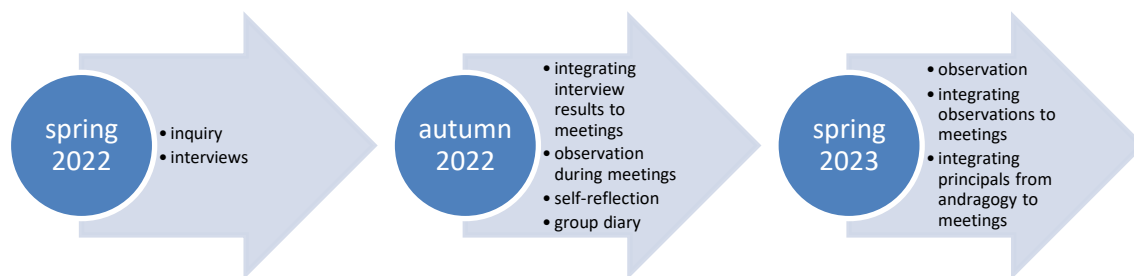 spring
2022
• inquiry
• interviews
autumn
2022
• integrating
interview
results to
meetings
• observation
during meetings
• self-reflection
• group diary
spring
2023
• observation
• integrating
observations to
meetings
• integrating
principals from
andragogy to
meetings